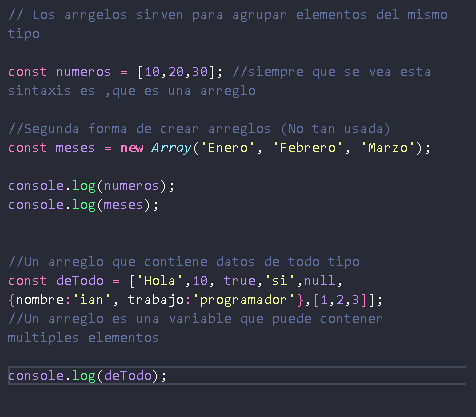 // Los arrgelos sirven para agrupar elementos del mismo
tipo
const numeros = [10,20,30]; //siempre que se vea esta
sintaxis es ,que es una arreglo
//Segunda forma de crear arreglos (No tan usada)
const meses = new Array('Enero', 'Febrero', 'Marzo');
console.log(numeros);
console.log(meses);
//Un arreglo que contiene datos de todo tipo
const deTodo = ['Hola',10, true,'si',null,
{nombre:'ian', trabajo:'programador'},[1,2,3]];
//Un arreglo es una variable que puede contener
multiples elementos
console.log(deTodo);